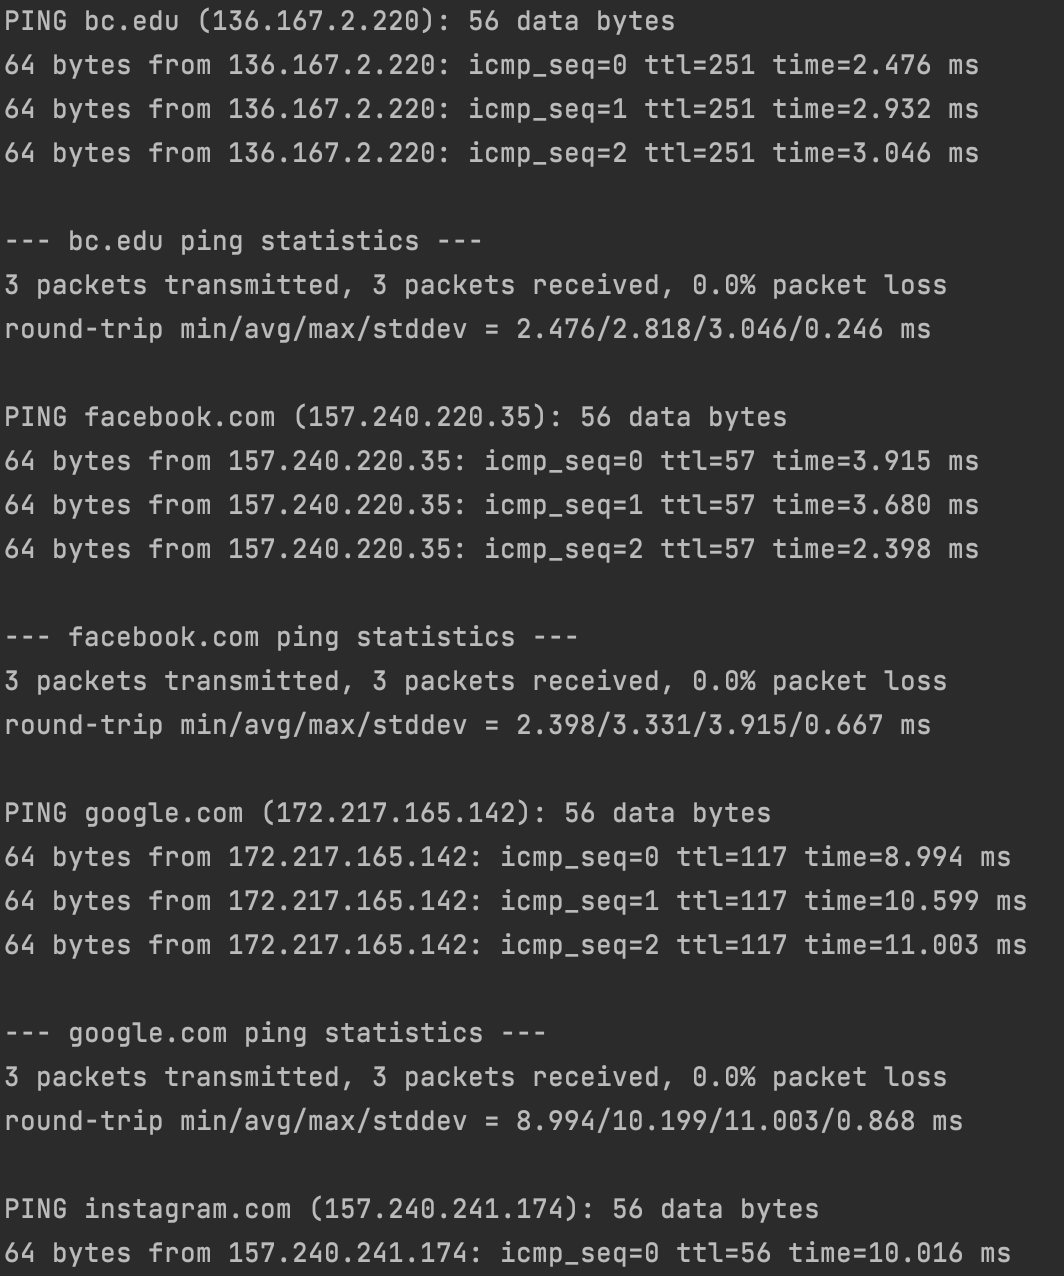 PING bc.edu (136.167.2.220): 56 data bytes
64 bytes from 136.167.2.220: icmp_seq=0 ttl=251 time=2.476 ms
64 bytes from 136.167.2.220: icmp_seq=1 ttl=251 time=2.932 ms
64 bytes from 136.167.2.220: icmp_seq=2 ttl=251 time=3.046 ms

--- bc.edu ping statistics ---
3 packets transmitted, 3 packets received, 0.0% packet loss
round-trip min/avg/max/stddev = 2.476/2.818/3.046/0.246 ms

PING facebook.com (157.240.220.35): 56 data bytes
64 bytes from 157.240.220.35: icmp_seq=0 ttl=57 time=3.915 ms
64 bytes from 157.240.220.35: icmp_seq=1 ttl=57 time=3.680 ms
64 bytes from 157.240.220.35: icmp_seq=2 ttl=57 time=2.398 ms

--- facebook.com ping statistics ---
3 packets transmitted, 3 packets received, 0.0% packet loss
round-trip min/avg/max/stddev = 2.398/3.331/3.915/0.667 ms

PING google.com (172.217.165.142): 56 data bytes
64 bytes from 172.217.165.142: icmp_seq=0 ttl=117 time=8.994 ms
64 bytes from 172.217.165.142: icmp_seq=1 ttl=117 time=10.599 ms
64 bytes from 172.217.165.142: icmp_seq=2 ttl=117 time=11.003 ms

--- google.com ping statistics ---
3 packets transmitted, 3 packets received, 0.0% packet loss
round-trip min/avg/max/stddev = 8.994/10.199/11.003/0.868 ms

PING instagram.com (157.240.241.174): 56 data bytes
64 bytes from 157.240.241.174: icmp_seq=0 ttl=56 time=10.016 ms